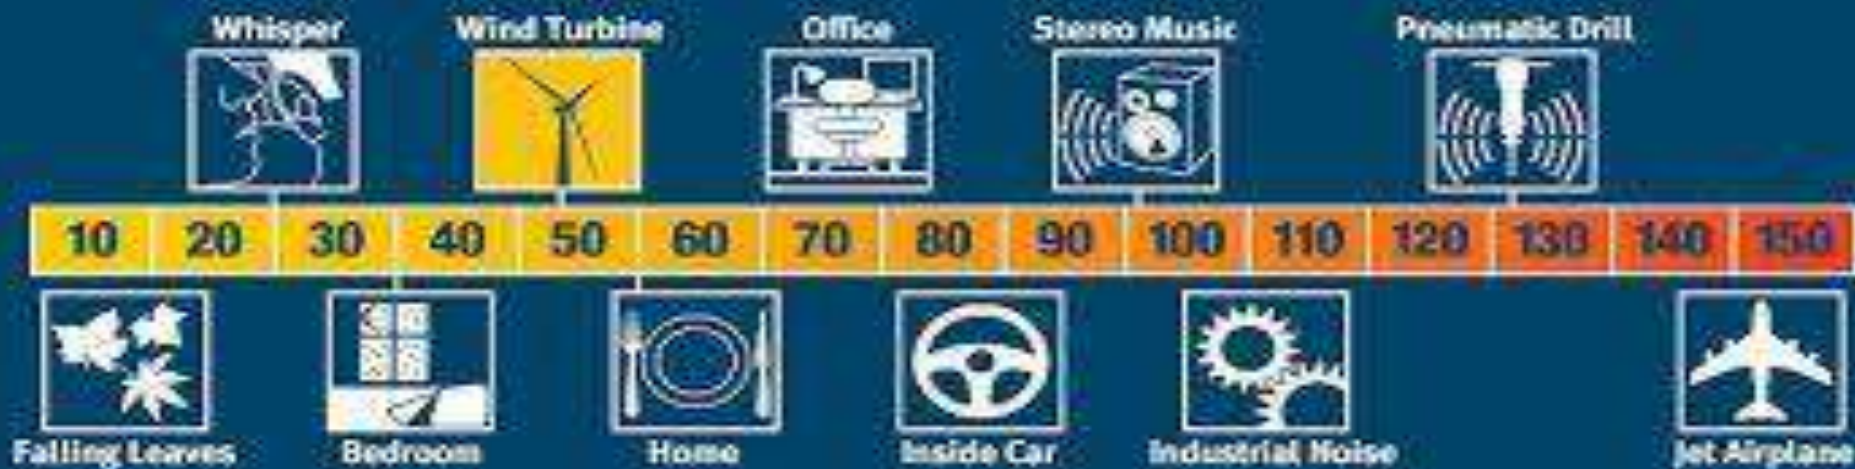 Whisper
Wind Turbine
Office
Stereo Music
Pneumatic Drill
10 20 30 40 50 60 70 80 90 100 110 120 130 140 150
Falling Leaves
Bedroom
Home
Inside Car
Industrial Noise
Jet Airplane